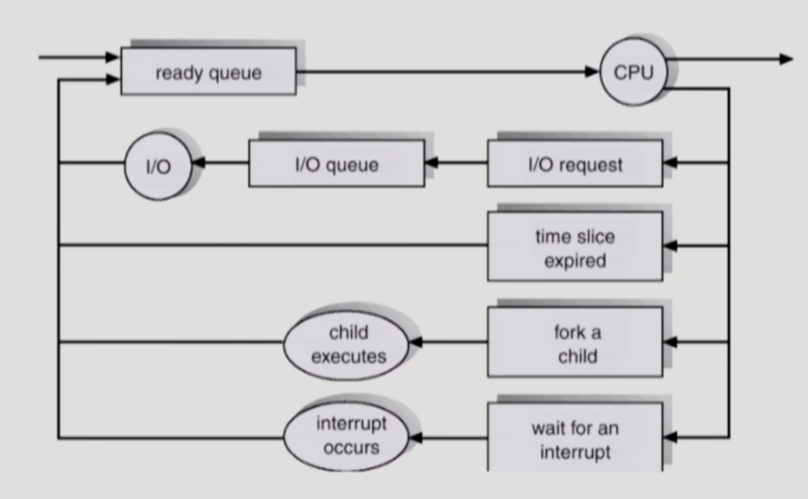 ready queue
CPU
I/O
I/O queue
I/O request
time slice
expired
child
executes
fork a
child
interrupt
occurs
wait for an
interrupt